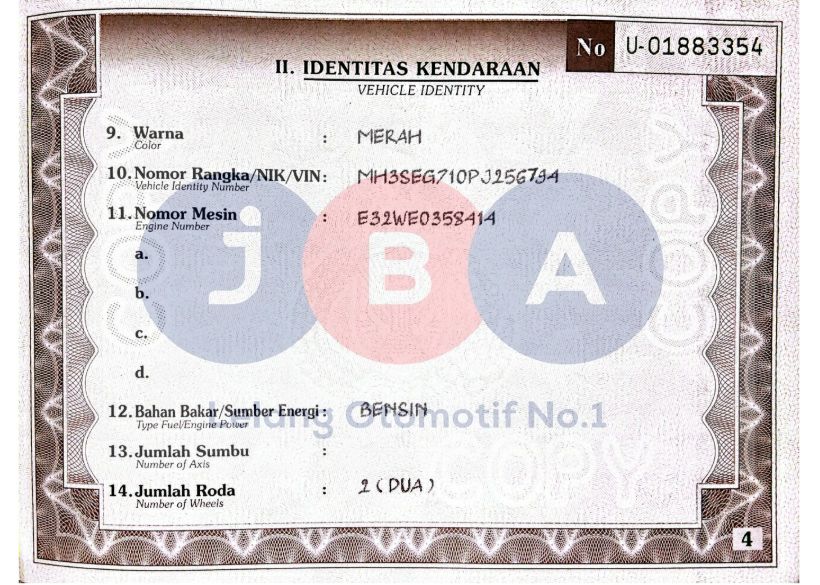 No U-01883354
II. IDENTITAS KENDARAAN
VEHICLE IDENTITY
9. Warna : MERAH
Color
10. Nomor Rangka/NIK/VIN: MH3SEG710PJ256794
Vehicle Identity Number
11. Nomor Mesin : E32WE0358414
Engine Number
a.
b.
c.
d.
jBA
12. Bahan Bakar/Sumber Energi : BENSIN
Type Fuel/Engine Power
Lelang Otomotif No.1
13. Jumlah Sumbu :
Number of Axis
14. Jumlah Roda : 2 (DUA)
Number of Wheels
COPY
COPY
COPY
4